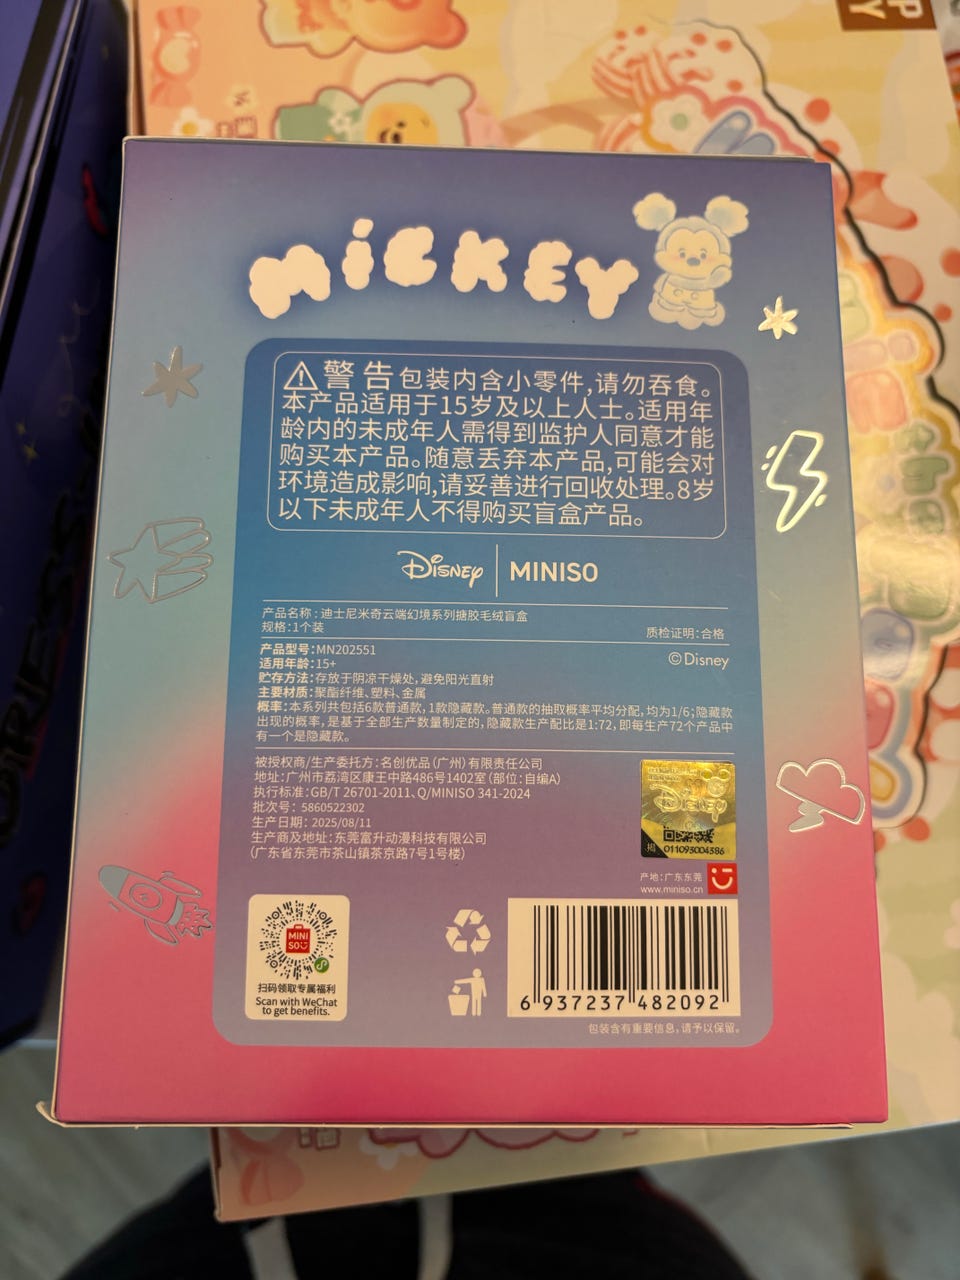 MICKEY
⚠警告 包装内含小零件,请勿吞食。
本产品适用于15岁及以上人士。适用年
龄内的未成年人需得到监护人同意才能
购买本产品。随意丢弃本产品,可能会对
环境造成影响,请妥善进行回收处理。8岁
以下未成年人不得购买盲盒产品。
Disney | MINISO
产品名称:迪士尼米奇云端幻境系列搪胶毛绒盲盒
规格:1个装
质检证明:合格
产品型号:MN202551
©Disney
适用年龄:15+
贮存方法:存放于阴凉干燥处,避免阳光直射
主要材质:聚酯纤维、塑料、金属
概率:本系列共包括6款普通款,1款隐藏款。普通款的抽取概率平均分配,均为1/6;隐藏款
出现的概率,是基于全部生产数量制定的,隐藏款生产配比是1:72,即每生产72个产品中
有一个是隐藏款。
被授权商/生产委托方:名创优品(广州)有限责任公司
地址:广州市荔湾区康王中路486号1402室(部位:自编A)
执行标准:GB/T 26701-2011、Q/MINISO 341-2024
批次号: 5860522302
生产日期: 2025/08/11
生产商及地址:东莞富升动漫科技有限公司
(广东省东莞市茶山镇茶京路7号1号楼)
DISNEY
011093004386
产地:广东东莞
www.miniso.cn
MINI
SO
扫码领取专属福利
Scan with WeChat
to get benefits.
6 937237 482092
包装含有重要信息,请予以保留。